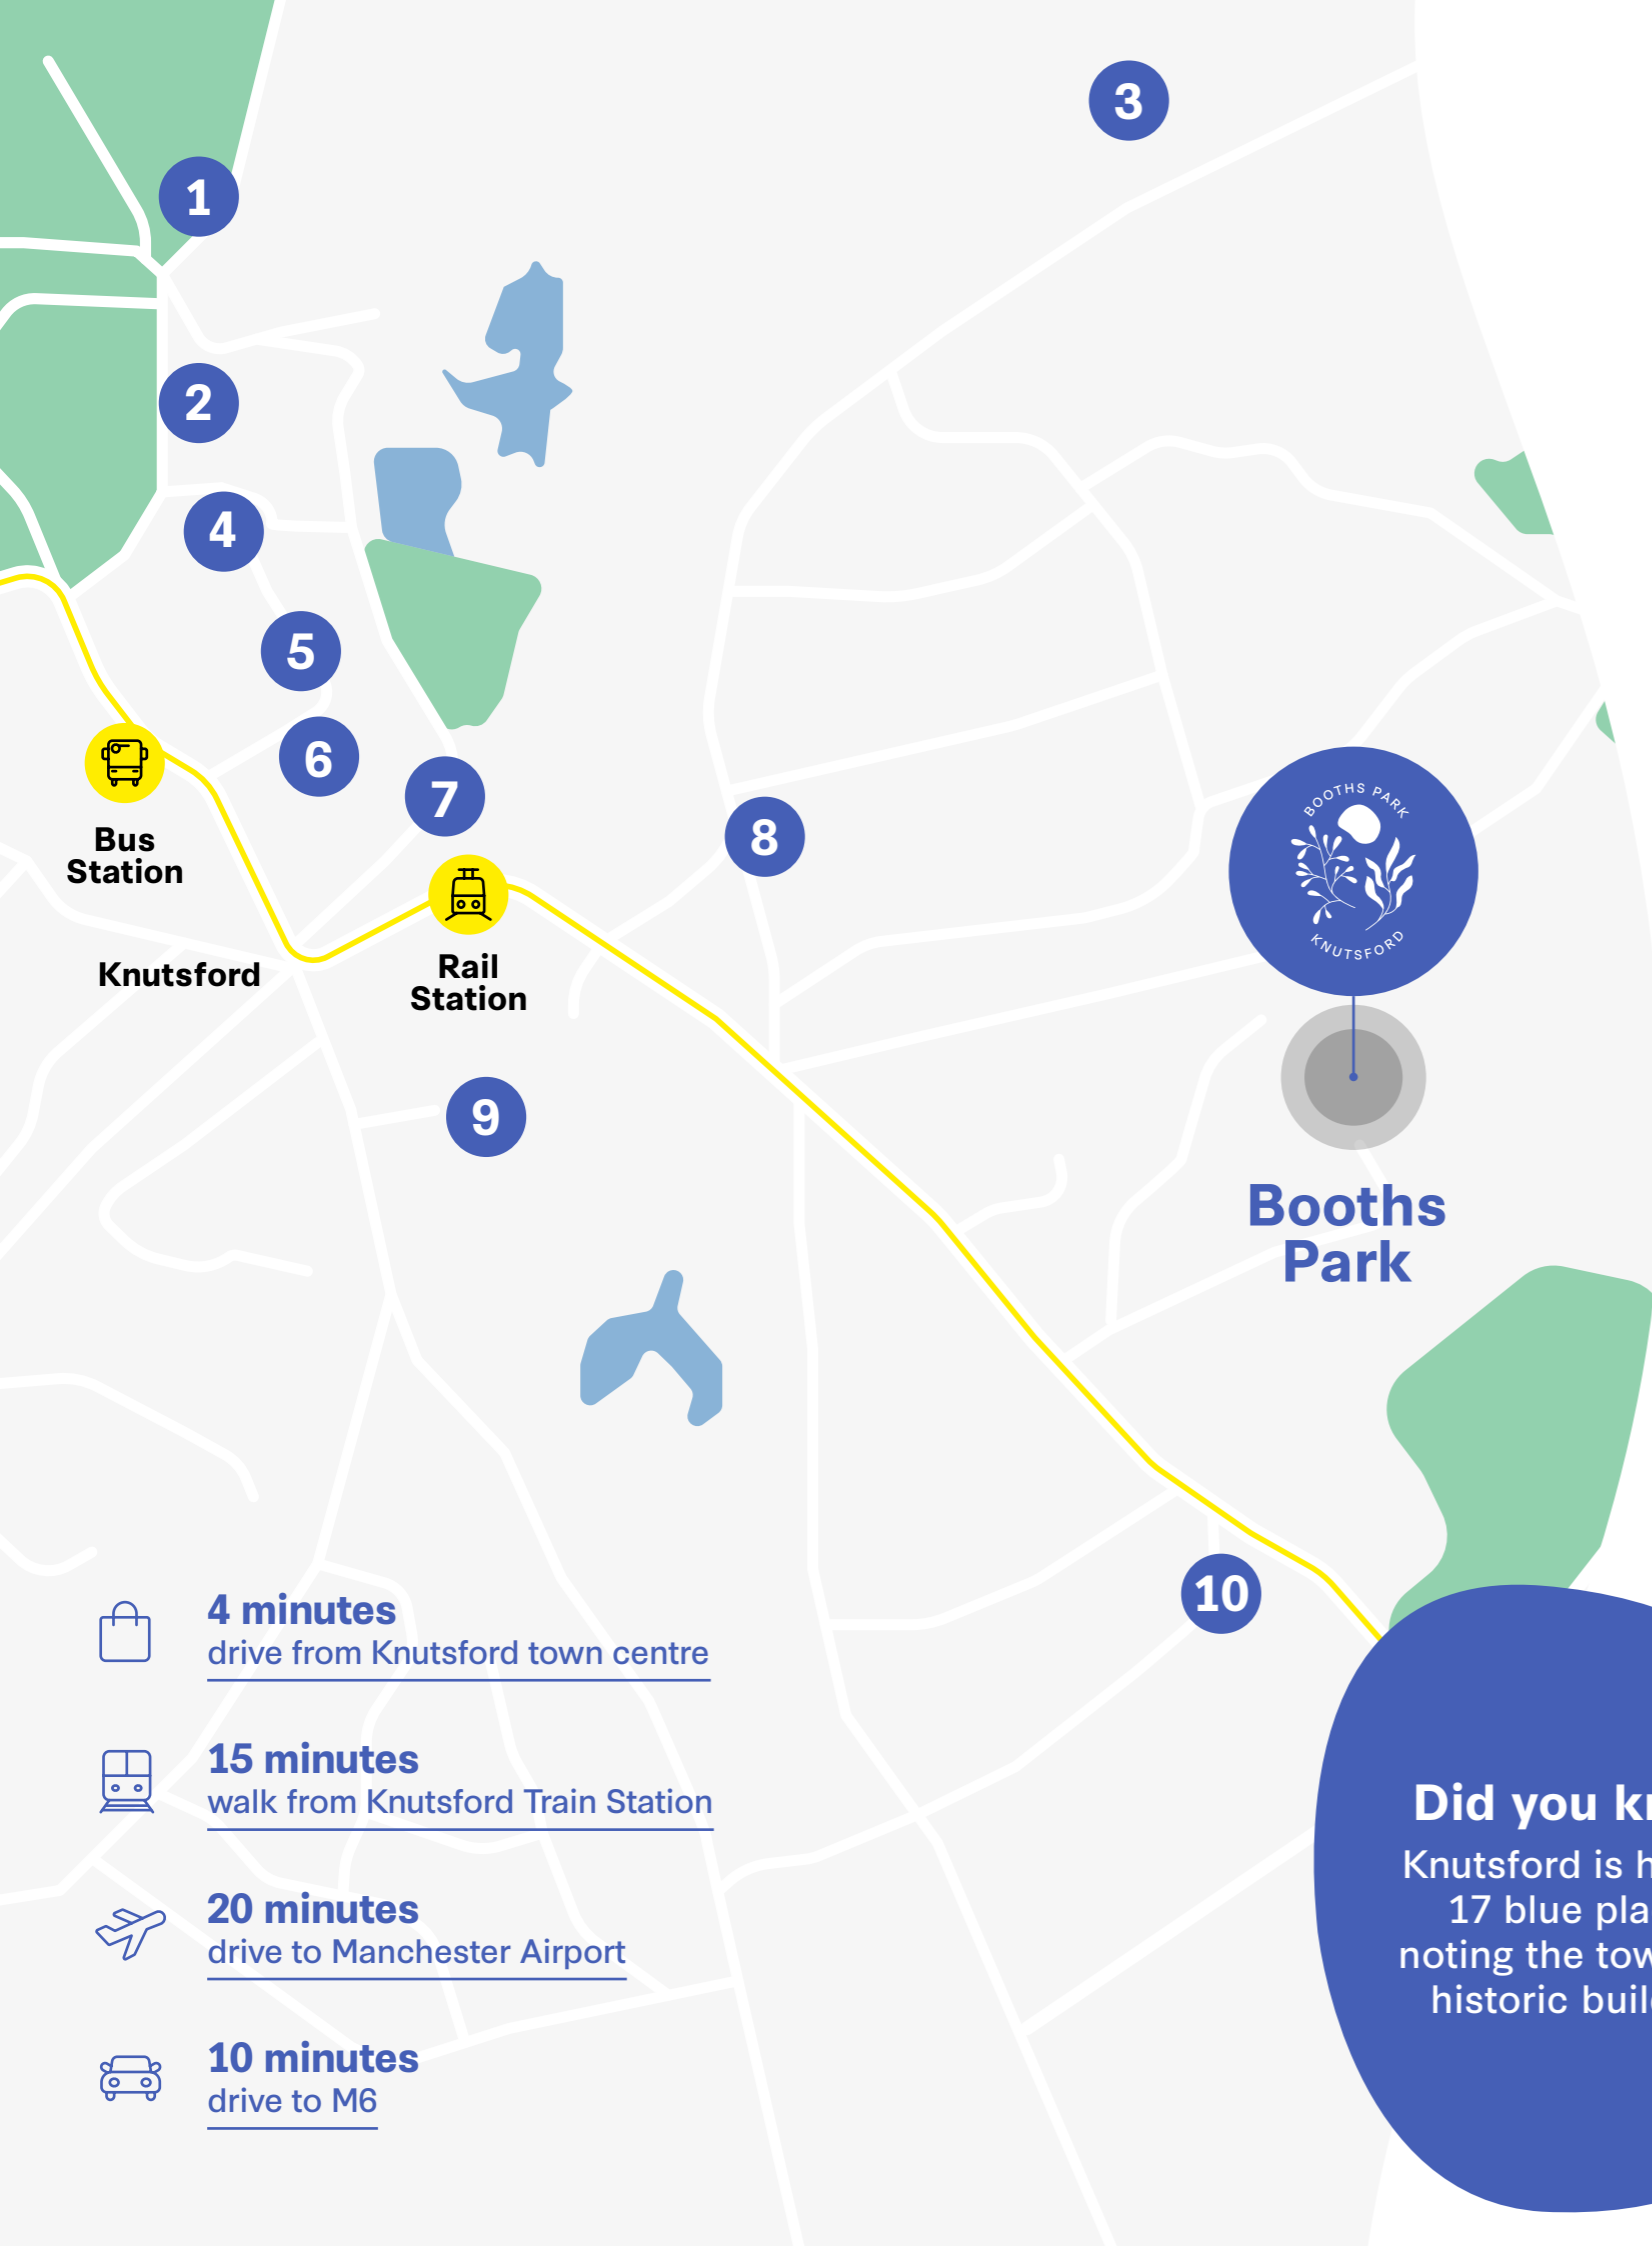 3
1
2
4
5
6
7
8
Bus
Station
Knutsford
Rail
Station
9
BOOTHS PARK
KNUTSFORD
Booths
Park
10
4 minutes
drive from Knutsford town centre
15 minutes
walk from Knutsford Train Station
20 minutes
drive to Manchester Airport
10 minutes
drive to M6
Did you
Knutsford is
17 blue
noting the
historic